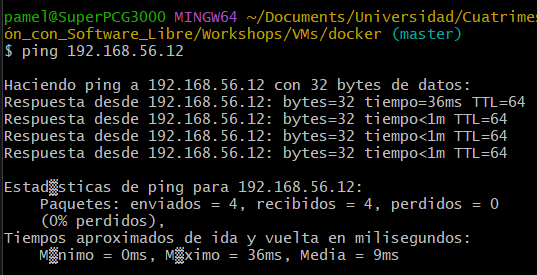 pamel@SuperPCG3000 MINGW64 ~/Documents/Universidad/Cuatrimes
ón_con_Software_Libre/Workshops/VMs/docker (master)
$ ping 192.168.56.12
Haciendo ping a 192.168.56.12 con 32 bytes de datos:
Respuesta desde 192.168.56.12: bytes=32 tiempo=36ms TTL=64
Respuesta desde 192.168.56.12: bytes=32 tiempo<1m TTL=64
Respuesta desde 192.168.56.12: bytes=32 tiempo<1m TTL=64
Respuesta desde 192.168.56.12: bytes=32 tiempo<1m TTL=64
Estad▒sticas de ping para 192.168.56.12:
Paquetes: enviados = 4, recibidos = 4, perdidos = 0
(0% perdidos),
Tiempos aproximados de ida y vuelta en milisegundos:
M▒nimo = 0ms, M▒ximo = 36ms, Media = 9ms